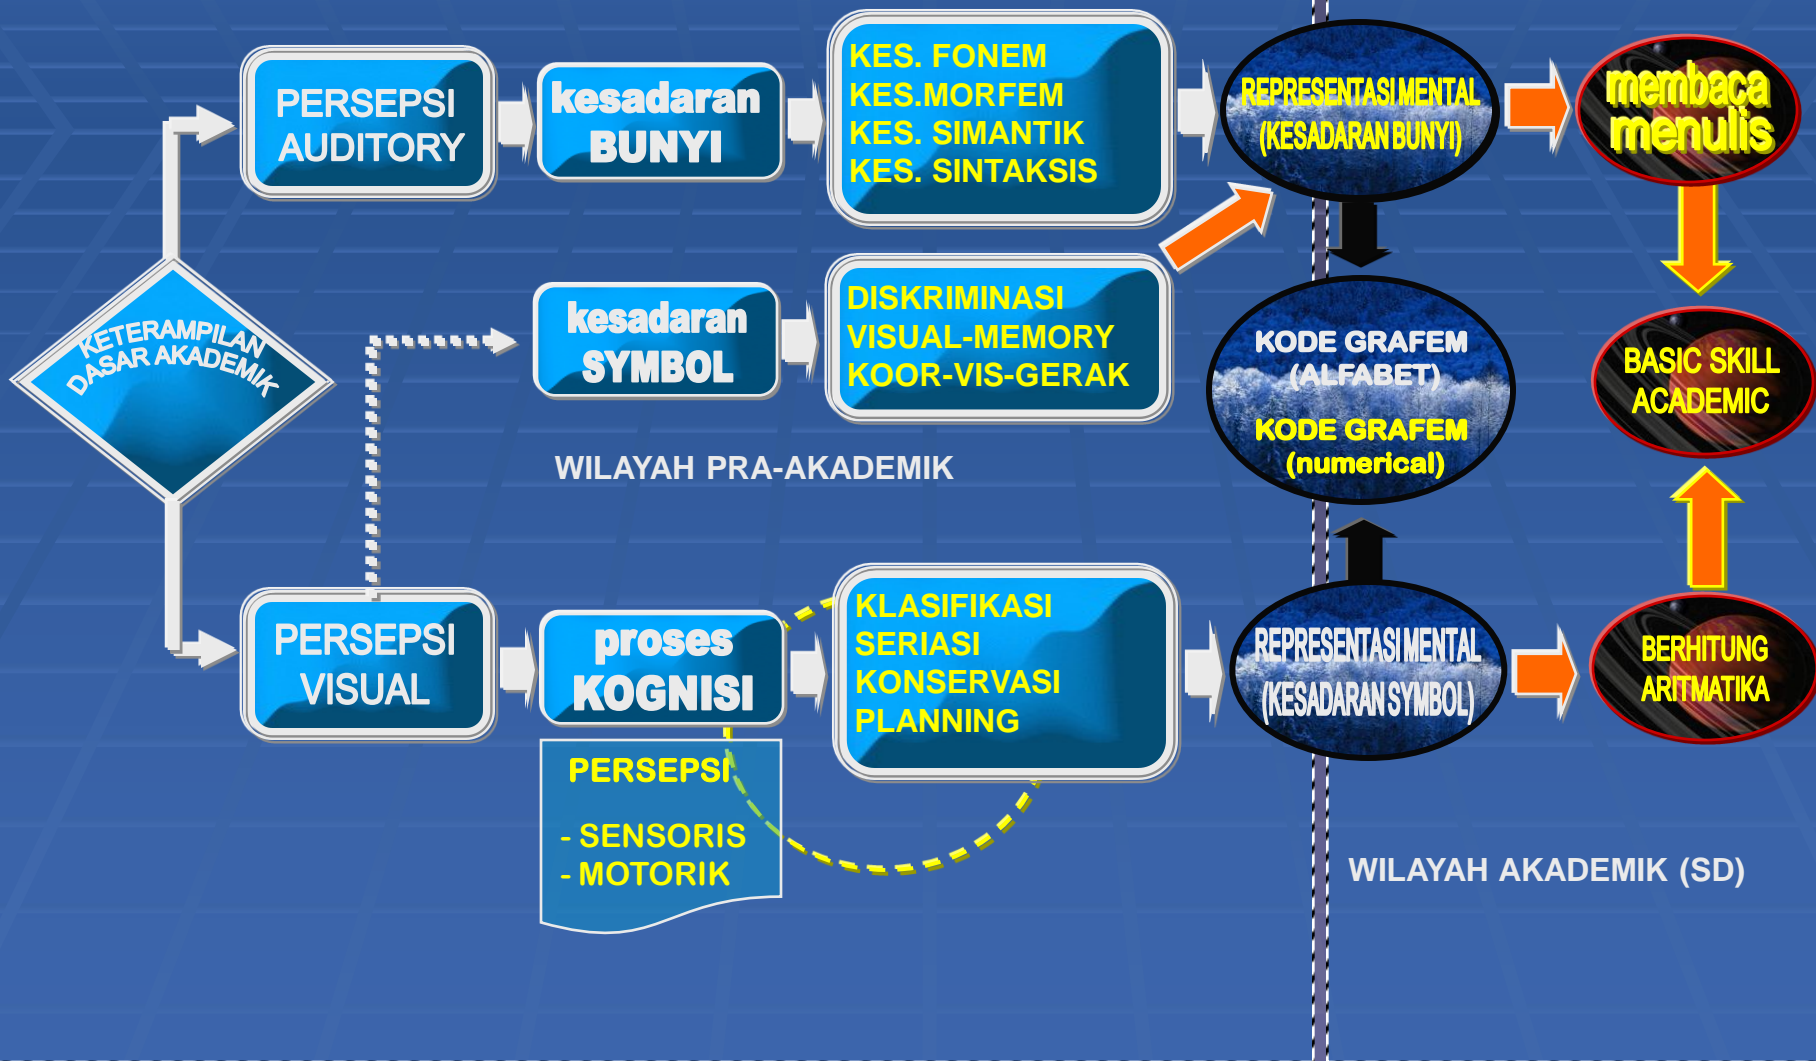 PERSEPSI
AUDITORY
kesadaran
BUNYI
KES. FONEM
KES.MORFEM
KES. SIMANTIK
KES. SINTAKSIS
REPRESENTASI MENTAL
(KESADARAN BUNYI)
membaca
menulis
KETERAMPILAN
DASAR AKADEMIK
kesadaran
SYMBOL
DISKRIMINASI
VISUAL-MEMORY
KOOR-VIS-GERAK
KODE GRAFEM
(ALFABET)
KODE GRAFEM
(numerical)
BASIC SKILL
ACADEMIC
WILAYAH PRA-AKADEMIK
PERSEPSI
VISUAL
proses
KOGNISI
KLASIFIKASI
SERIASI
KONSERVASI
PLANNING
REPRESENTASI MENTAL
(KESADARAN SYMBOL)
BERHITUNG
ARITMATIKA
PERSEPSI
- SENSORIS
- MOTORIK
WILAYAH AKADEMIK (SD)